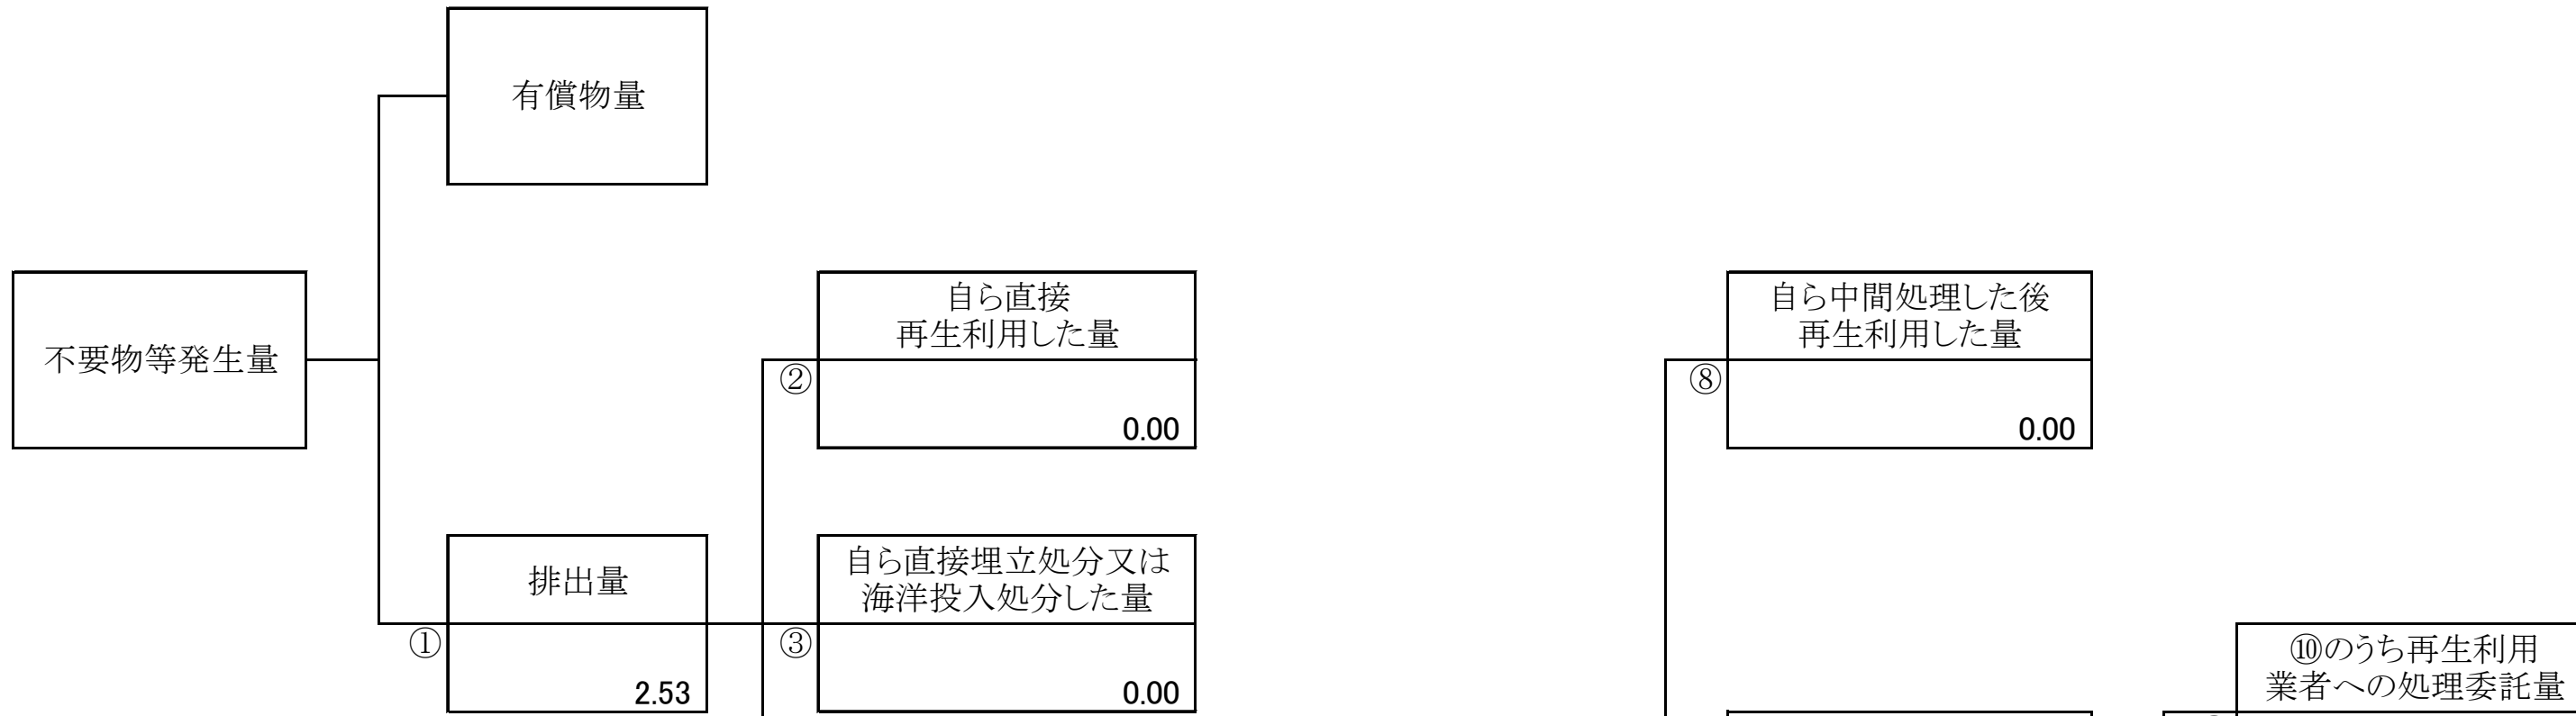 有償物量
不要物等発生量
自ら直接
再生利用した量
②
0.00
自ら中間処理した後
再生利用した量
⑧
0.00
排出量
①
2.53
自ら直接埋立処分又は
海洋投入処分した量
③
0.00
⑩のうち再生利用
業者への処理委託量